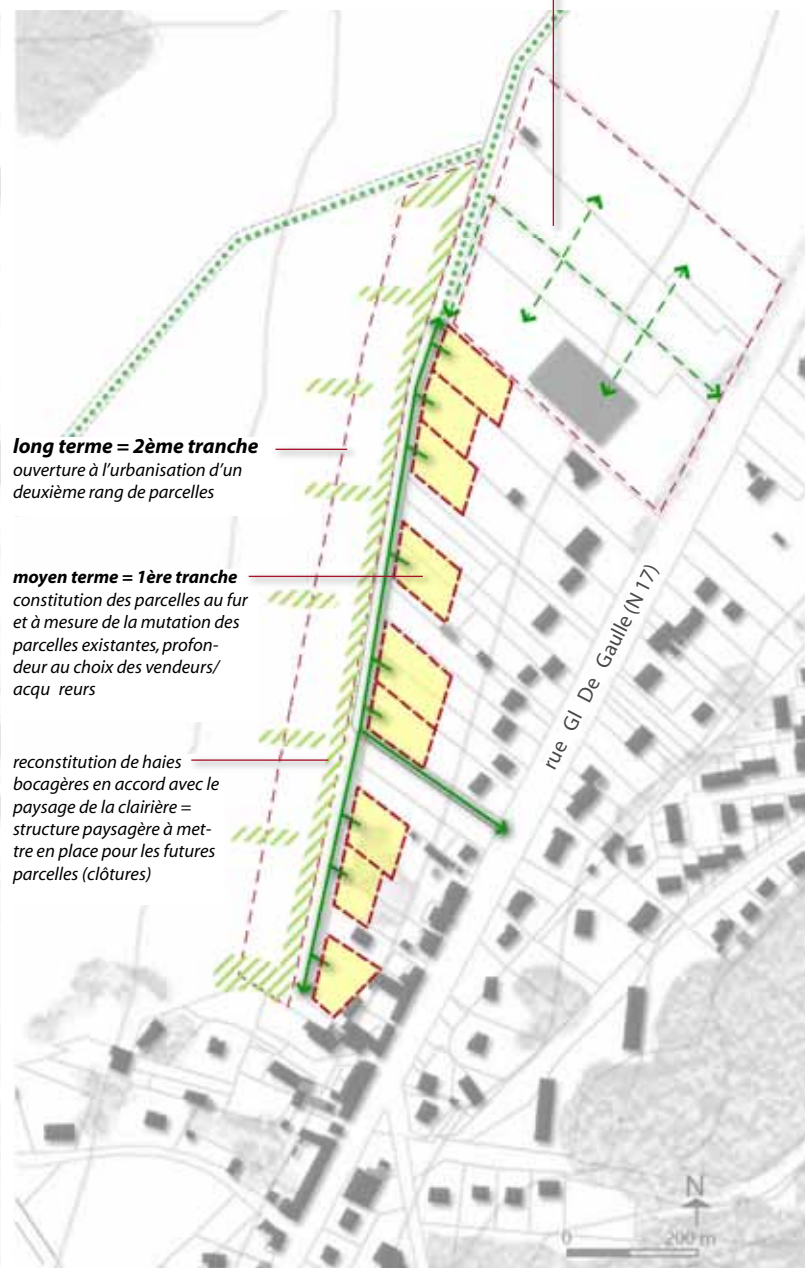 long terme = 2ème tranche
ouverture à l'urbanisation d'un
deuxième rang de parcelles
moyen terme = 1ère tranche
constitution des parcelles au fur
et à mesure de la mutation des
parcelles existantes, profon-
deur au choix des vendeurs/
acqu reurs
reconstitution de haies
bocagères en accord avec le
paysage de la clairière =
structure paysagère à met-
tre en place pour les futures
parcelles (clôtures)
rue Gl De Gaulle (N 17)
N
0 200 m